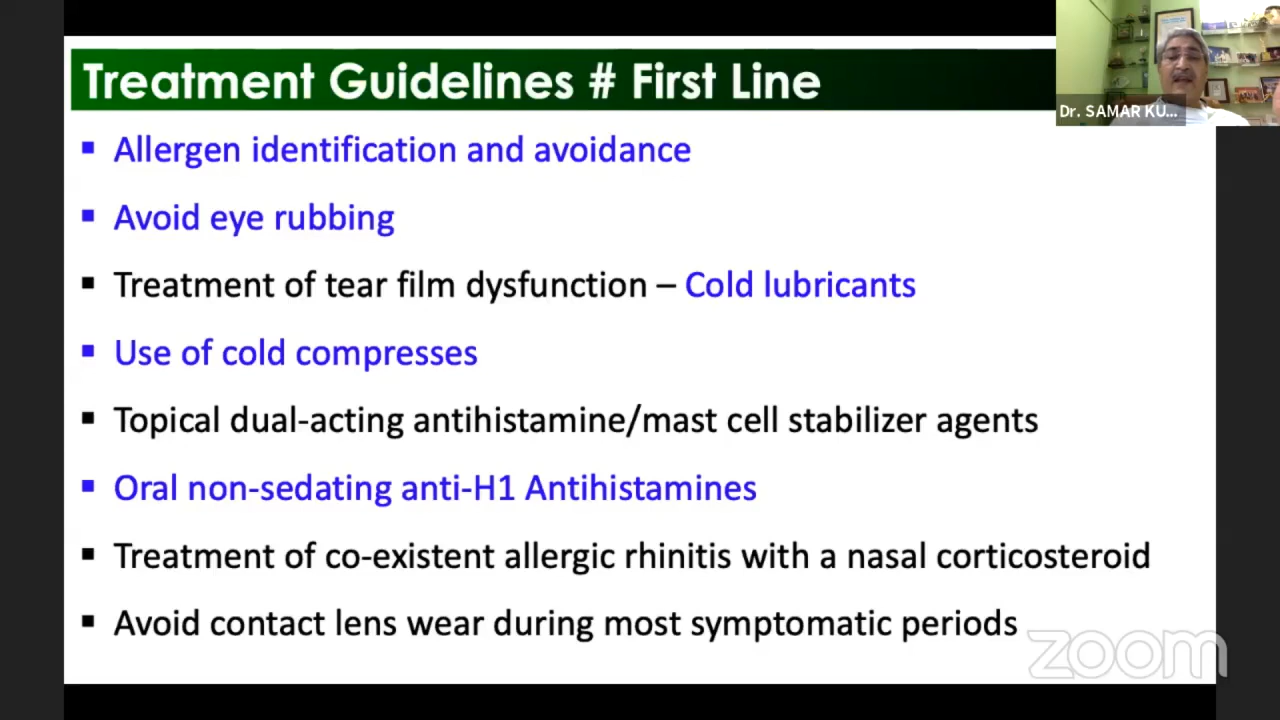 Treatment Guidelines # First Line
Dr. SAMAR KU...
▪ Allergen identification and avoidance
▪ Avoid eye rubbing
▪ Treatment of tear film dysfunction – Cold lubricants
▪ Use of cold compresses
▪ Topical dual-acting antihistamine/mast cell stabilizer agents
▪ Oral non-sedating anti-H1 Antihistamines
▪ Treatment of co-existent allergic rhinitis with a nasal corticosteroid
▪ Avoid contact lens wear during most symptomatic periods
zoom